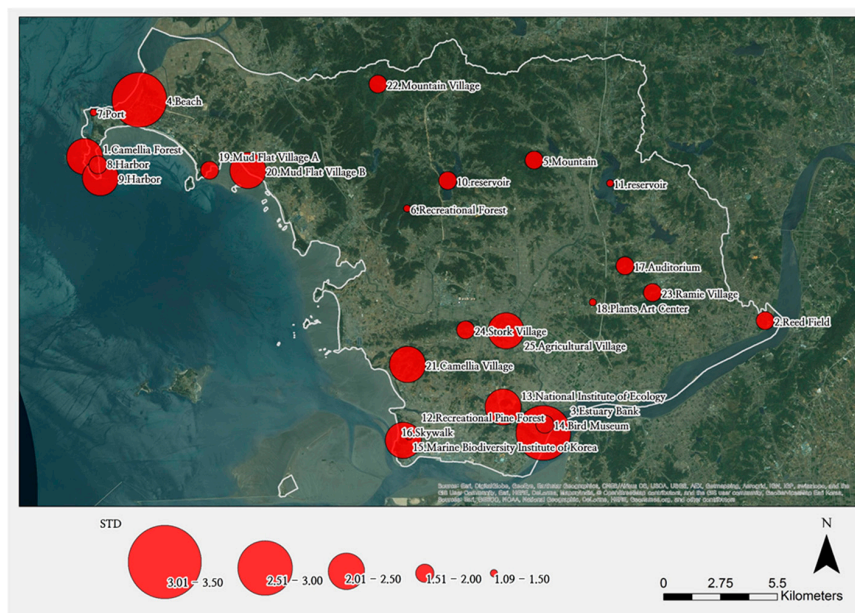 22.Mountain Village
4.Beach
7.Port
1.Camellia Forest
8.Harbor
9.Harbor
19.Mud Flat Village A
20.Mud Flat Village B
5.Mountain
10.reservoir
11.reservoir
6.Recreational Forest
17.Auditorium
23.Ramie Village
18.Plants Art Center
2.Reed Field
24.Stork Village
25.Agricultural Village
21.Camellia Village
13.National Institute of Ecology
3.Estuary Bank
12.Recreational Pine Forest
14.Bird Museum
16.Skywalk
15.Marine Biodiversity Institute of Korea
STD
3.01 - 3.50
2.51 - 3.00
2.01 - 2.50
1.51 - 2.00
1.09 - 1.50
N
0 2.75 5.5
Kilometers